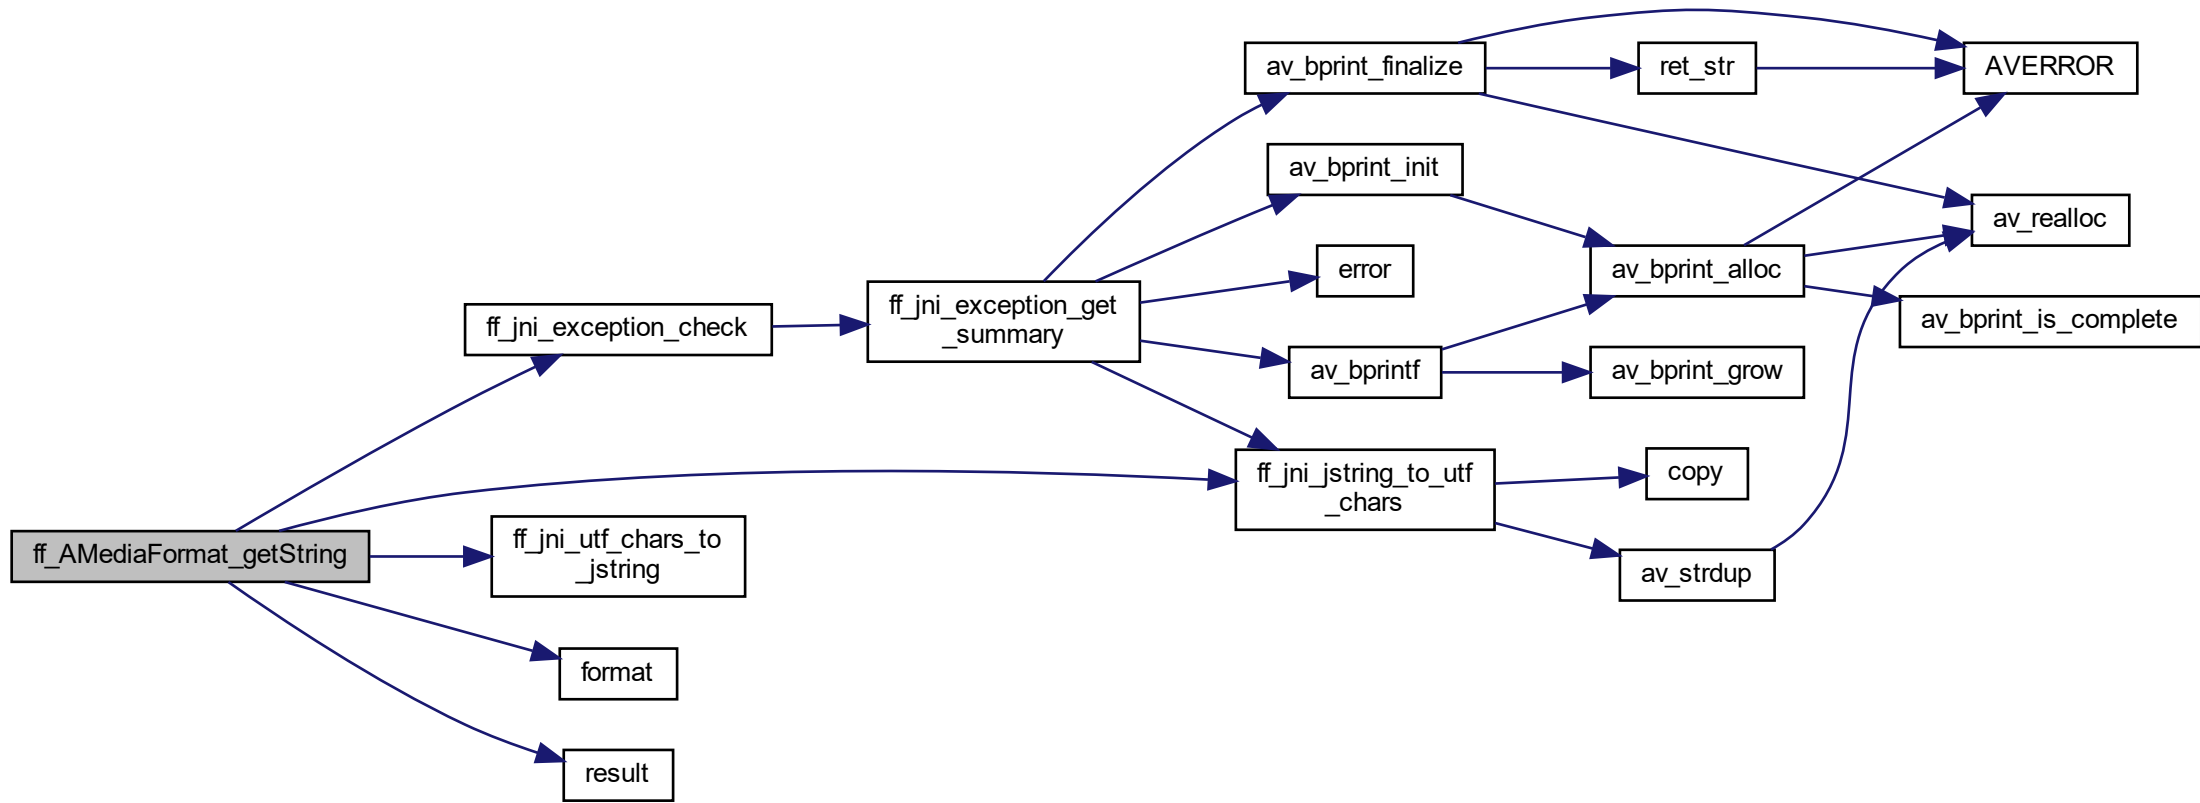 av_bprint_finalize
ret_str
AVERROR
av_bprint_init
av_realloc
error
av_bprint_alloc
ff_jni_exception_get
_summary
ff_jni_exception_check
av_bprint_is_complete
av_bprintf
av_bprint_grow
ff_jni_jstring_to_utf
_chars
copy
ff_AMediaFormat_getString
ff_jni_utf_chars_to
_jstring
av_strdup
format
result